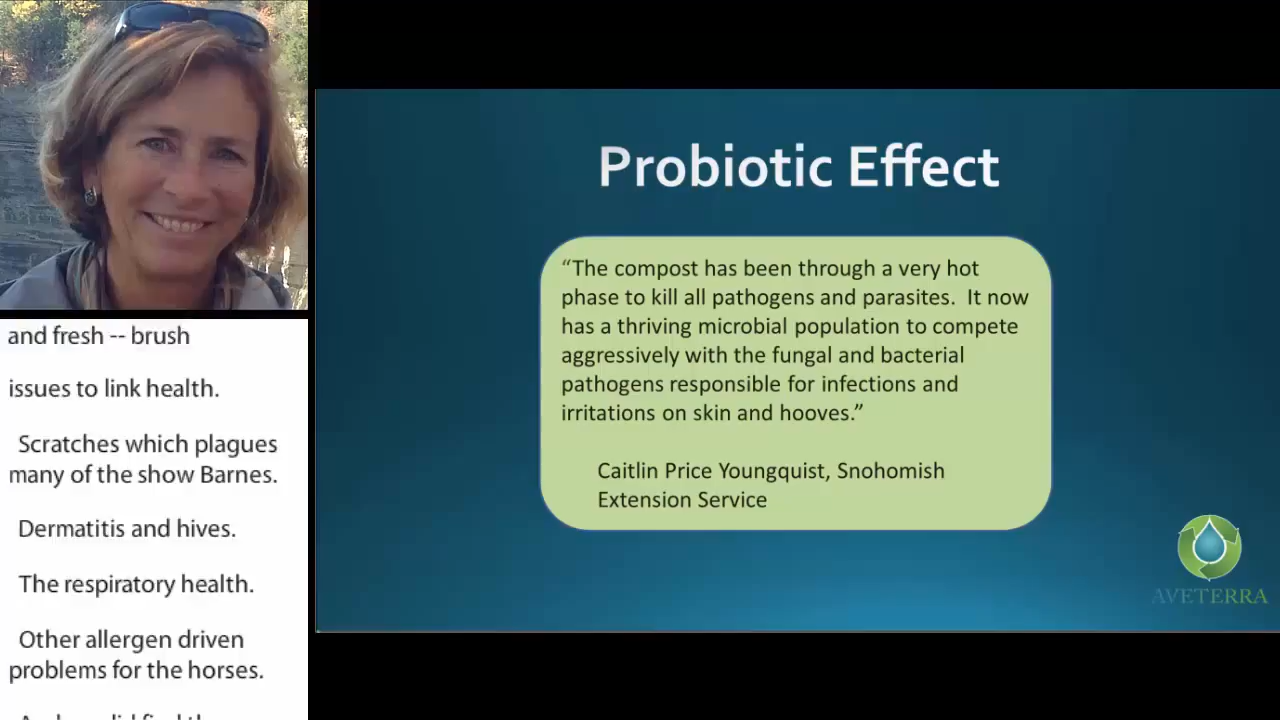 and fresh -- brush
issues to link health.
Scratches which plagues
many of the show Barnes.
Dermatitis and hives.
The respiratory health.
Other allergen driven
problems for the horses.
Probiotic Effect
“The compost has been through a very hot
phase to kill all pathogens and parasites.  It now
has a thriving microbial population to compete
aggressively with the fungal and bacterial
pathogens responsible for infections and
irritations on skin and hooves.”
Caitlin Price Youngquist, Snohomish
Extension Service
AVETERRA